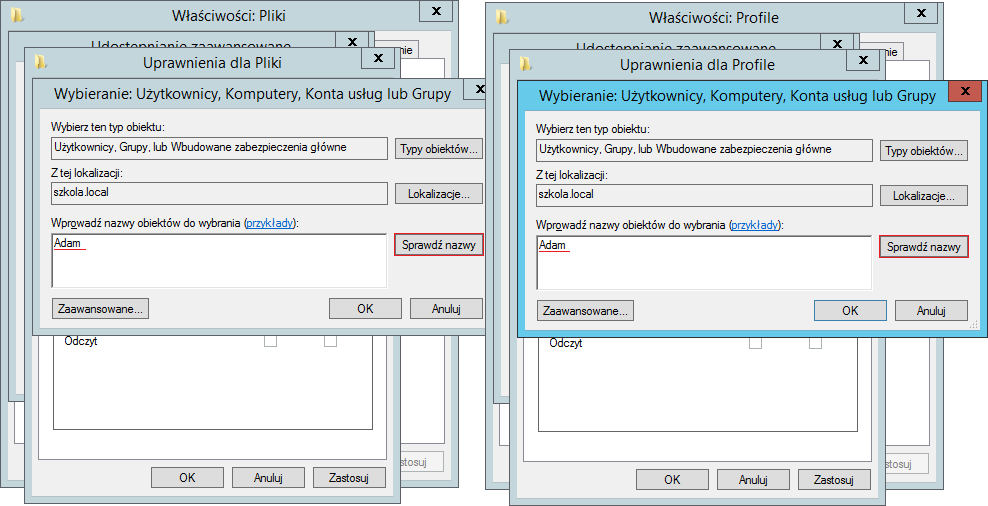 Właściwości: Pliki
Udostępnianie zaawansowane
nie
Uprawnienia dla Pliki
Wybieranie: Użytkownicy, Komputery, Konta usług lub Grupy
Wybierz ten typ obiektu:
Użytkownicy, Grupy, lub Wbudowane zabezpieczenia główne
Typy obiektów...
Z tej lokalizacji:
szkola.local
Lokalizacje...
Wprowadź nazwy obiektów do wybrania (przykłady):
Adam
Sprawdź nazwy
Zaawansowane...
OK
Anuluj
Odczyt
stosuj
OK
Anuluj
Zastosuj
Właściwości: Profile
Udostępnianie zaawansowane
nie
Uprawnienia dla Profile
Wybieranie: Użytkownicy, Komputery, Konta usług lub Grupy
Wybierz ten typ obiektu:
Użytkownicy, Grupy, lub Wbudowane zabezpieczenia główne
Typy obiektów...
Z tej lokalizacji:
szkola.local
Lokalizacje...
Wprowadź nazwy obiektów do wybrania (przykłady):
Adam
Sprawdź nazwy
Zaawansowane...
OK
Anuluj
Odczyt
stosuj
OK
Anuluj
Zastosuj